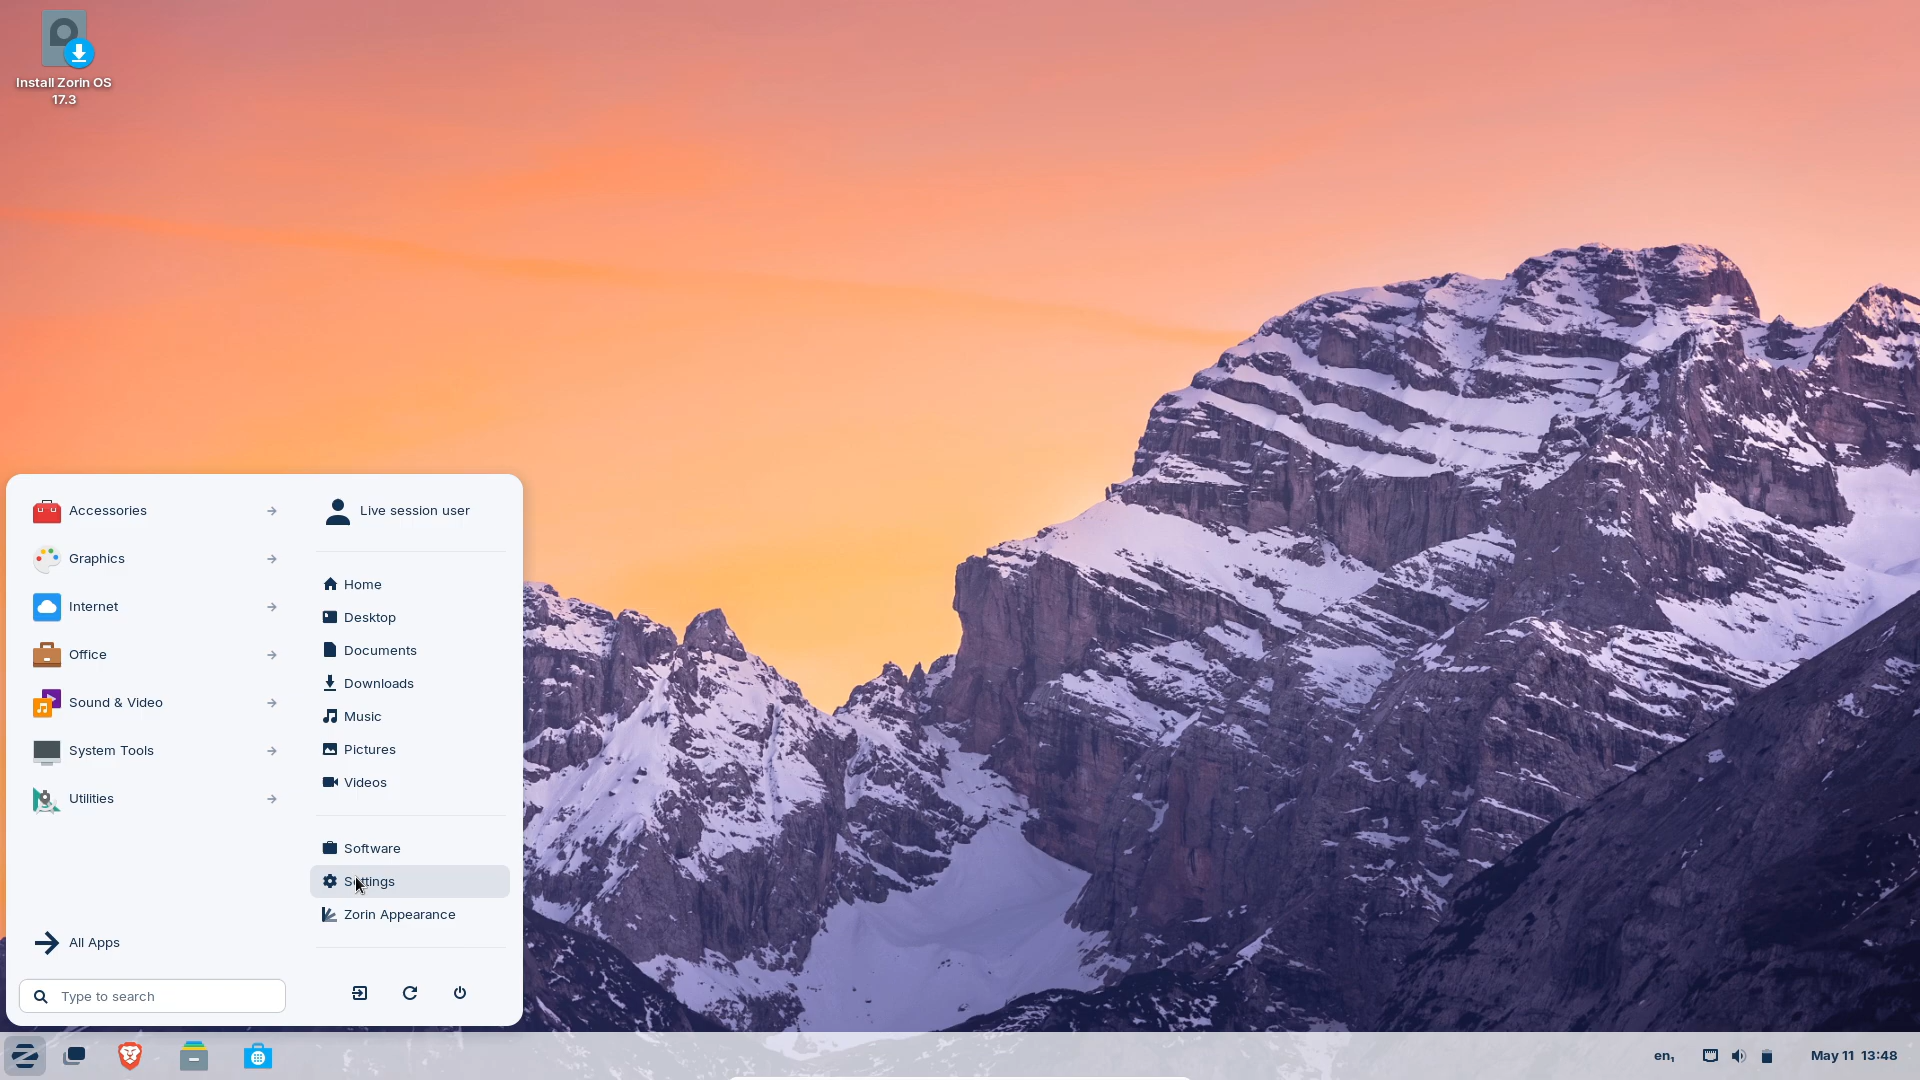 Install Zorin OS
17.3
Accessories
Graphics
Internet
Office
Sound & Video
System Tools
Utilities
All Apps
Type to search
Live session user
Home
Desktop
Documents
Downloads
Music
Pictures
Videos
Software
Settings
Zorin Appearance
en₁
May 11 13:48